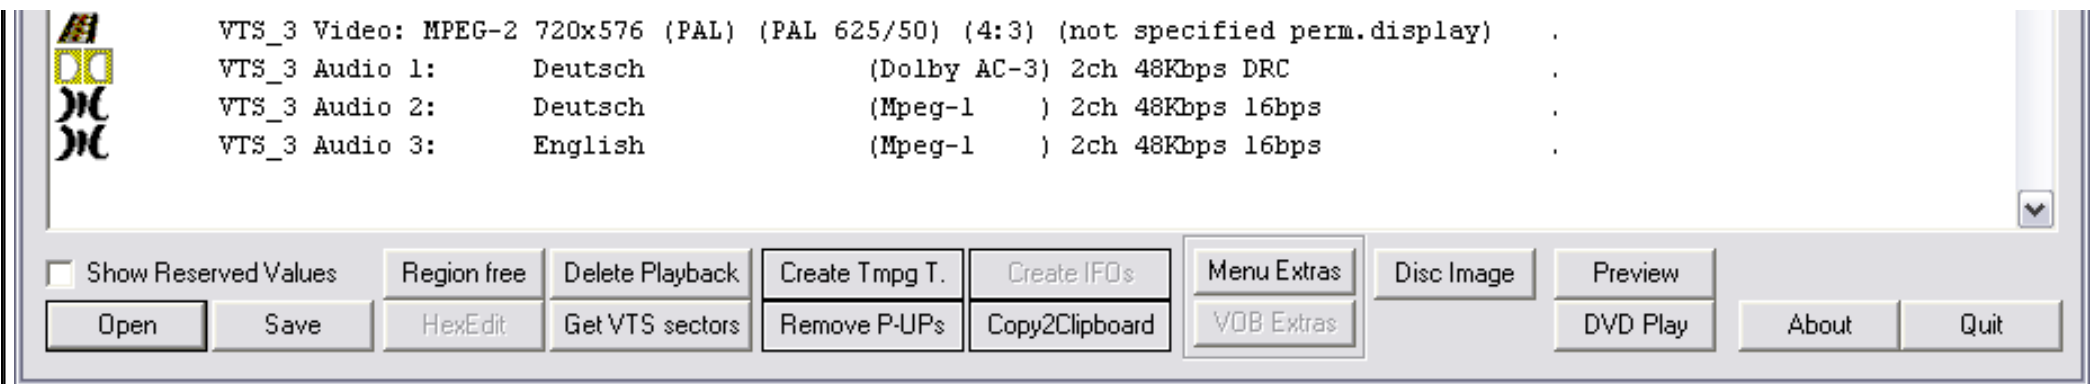 VTS_3 Video: MPEG-2 720x576 (PAL) (PAL 625/50) (4:3) (not specified perm.display) .
VTS_3 Audio 1: Deutsch (Dolby AC-3) 2ch 48Kbps DRC .
VTS_3 Audio 2: Deutsch (Mpeg-1 ) 2ch 48Kbps 16bps .
VTS_3 Audio 3: English (Mpeg-1 ) 2ch 48Kbps 16bps .
Show Reserved Values Region free Delete Playback Create Tmpg T. Create IFOs Menu Extras Disc Image Preview
Open Save HexEdit Get VTS sectors Remove P-UPs Copy2Clipboard VOB Extras DVD Play About Quit